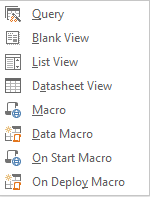 Query
Blank View
List View
Datasheet View
Macro
Data Macro
On Start Macro
On Deploy Macro